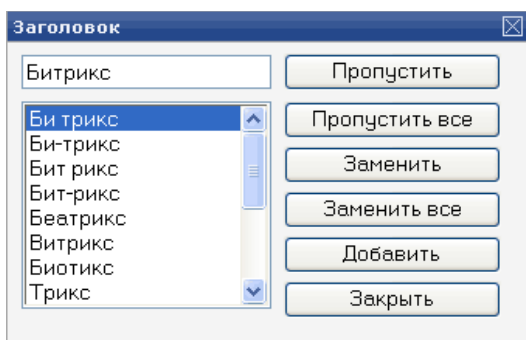 Заголовок
Битрикс
Пропустить
Би трикс
Би-трикс
Бит рикс
Бит-рикс
Беатрикс
Витрикс
Биотикс
Трикс
Пропустить все
Заменить
Заменить все
Добавить
Закрыть